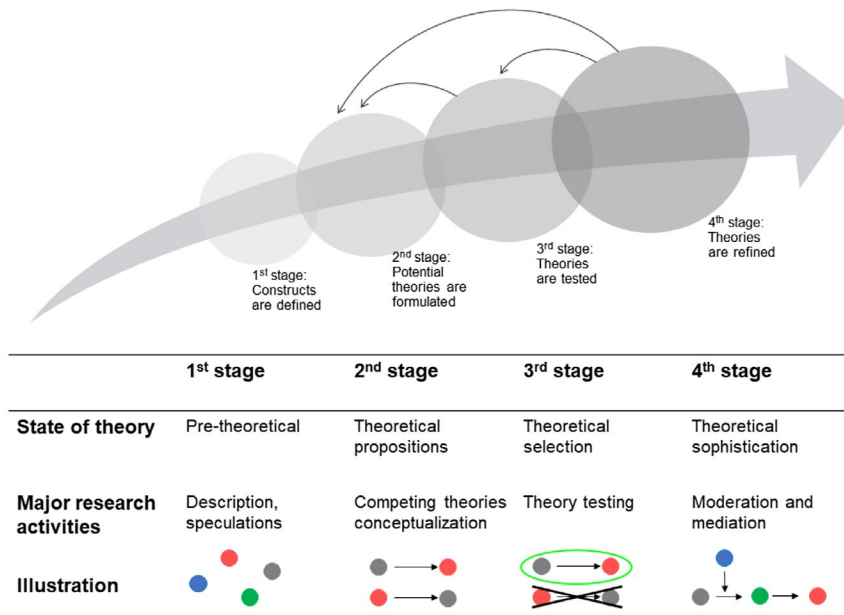 1st stage:
Constructs
are defined
2nd stage:
Potential
theories are
formulated
3rd stage:
Theories
are tested
4th stage:
Theories
are refined
1st stage 2nd stage 3rd stage 4th stage
State of theory Pre-theoretical Theoretical Theoretical Theoretical
propositions selection sophistication
Major research Description, Competing theories Theory testing Moderation and
activities speculations conceptualization mediation
Illustration